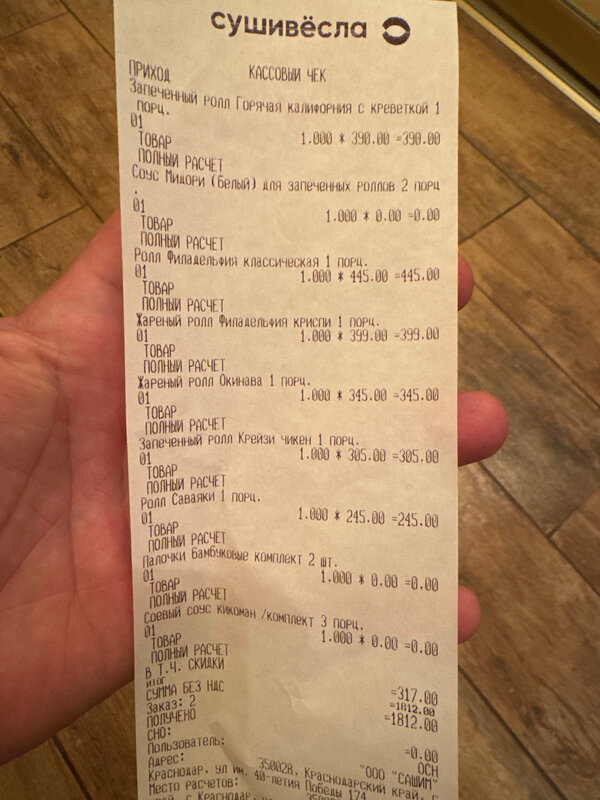 сушивёсла
ПРИХОД КАССОВЫЙ ЧЕК
Запеченный ролл Горячая калифорния с креветкой 1
порц.
01 1.000 * 390.00 =390.00
ТОВАР
ПОЛНЫЙ РАСЧЕТ
Соус Мидори (белый) для запеченных роллов 2 порц
.
01 1.000 * 0.00 =0.00
ТОВАР
ПОЛНЫЙ РАСЧЕТ
Ролл Филадельфия классическая 1 порц.
01 1.000 * 445.00 =445.00
ТОВАР
ПОЛНЫЙ РАСЧЕТ
Жареный ролл Филадельфия криспи 1 порц.
01 1.000 * 399.00 =399.00
ТОВАР
ПОЛНЫЙ РАСЧЕТ
Жареный ролл Окинава 1 порц.
01 1.000 * 345.00 =345.00
ТОВАР
ПОЛНЫЙ РАСЧЕТ
Запеченный ролл Крейзи чикен 1 порц.
01 1.000 * 305.00 =305.00
ТОВАР
ПОЛНЫЙ РАСЧЕТ
Ролл Саваяки 1 порц.
01 1.000 * 245.00 =245.00
ТОВАР
ПОЛНЫЙ РАСЧЕТ
Палочки бамбуковые комплект 2 шт.
01 1.000 * 0.00 =0.00
ТОВАР
ПОЛНЫЙ РАСЧЕТ
Соевый соус кикоман /комплект 3 порц.
01 1.000 * 0.00 =0.00
ТОВАР
ПОЛНЫЙ РАСЧЕТ
В Т.Ч. СКИДКИ =317.00
ИТОГ =1812.00
СУММА БЕЗ НДС =1812.00
Заказ: 2
ПОЛУЧЕНО =0.00
СНО: ОСН
Пользователь: "ООО "САШИМ"
Адрес: 350028, Краснодарский край, г
Краснодар, ул им. 40-летия Победы 174
Место расчетов: